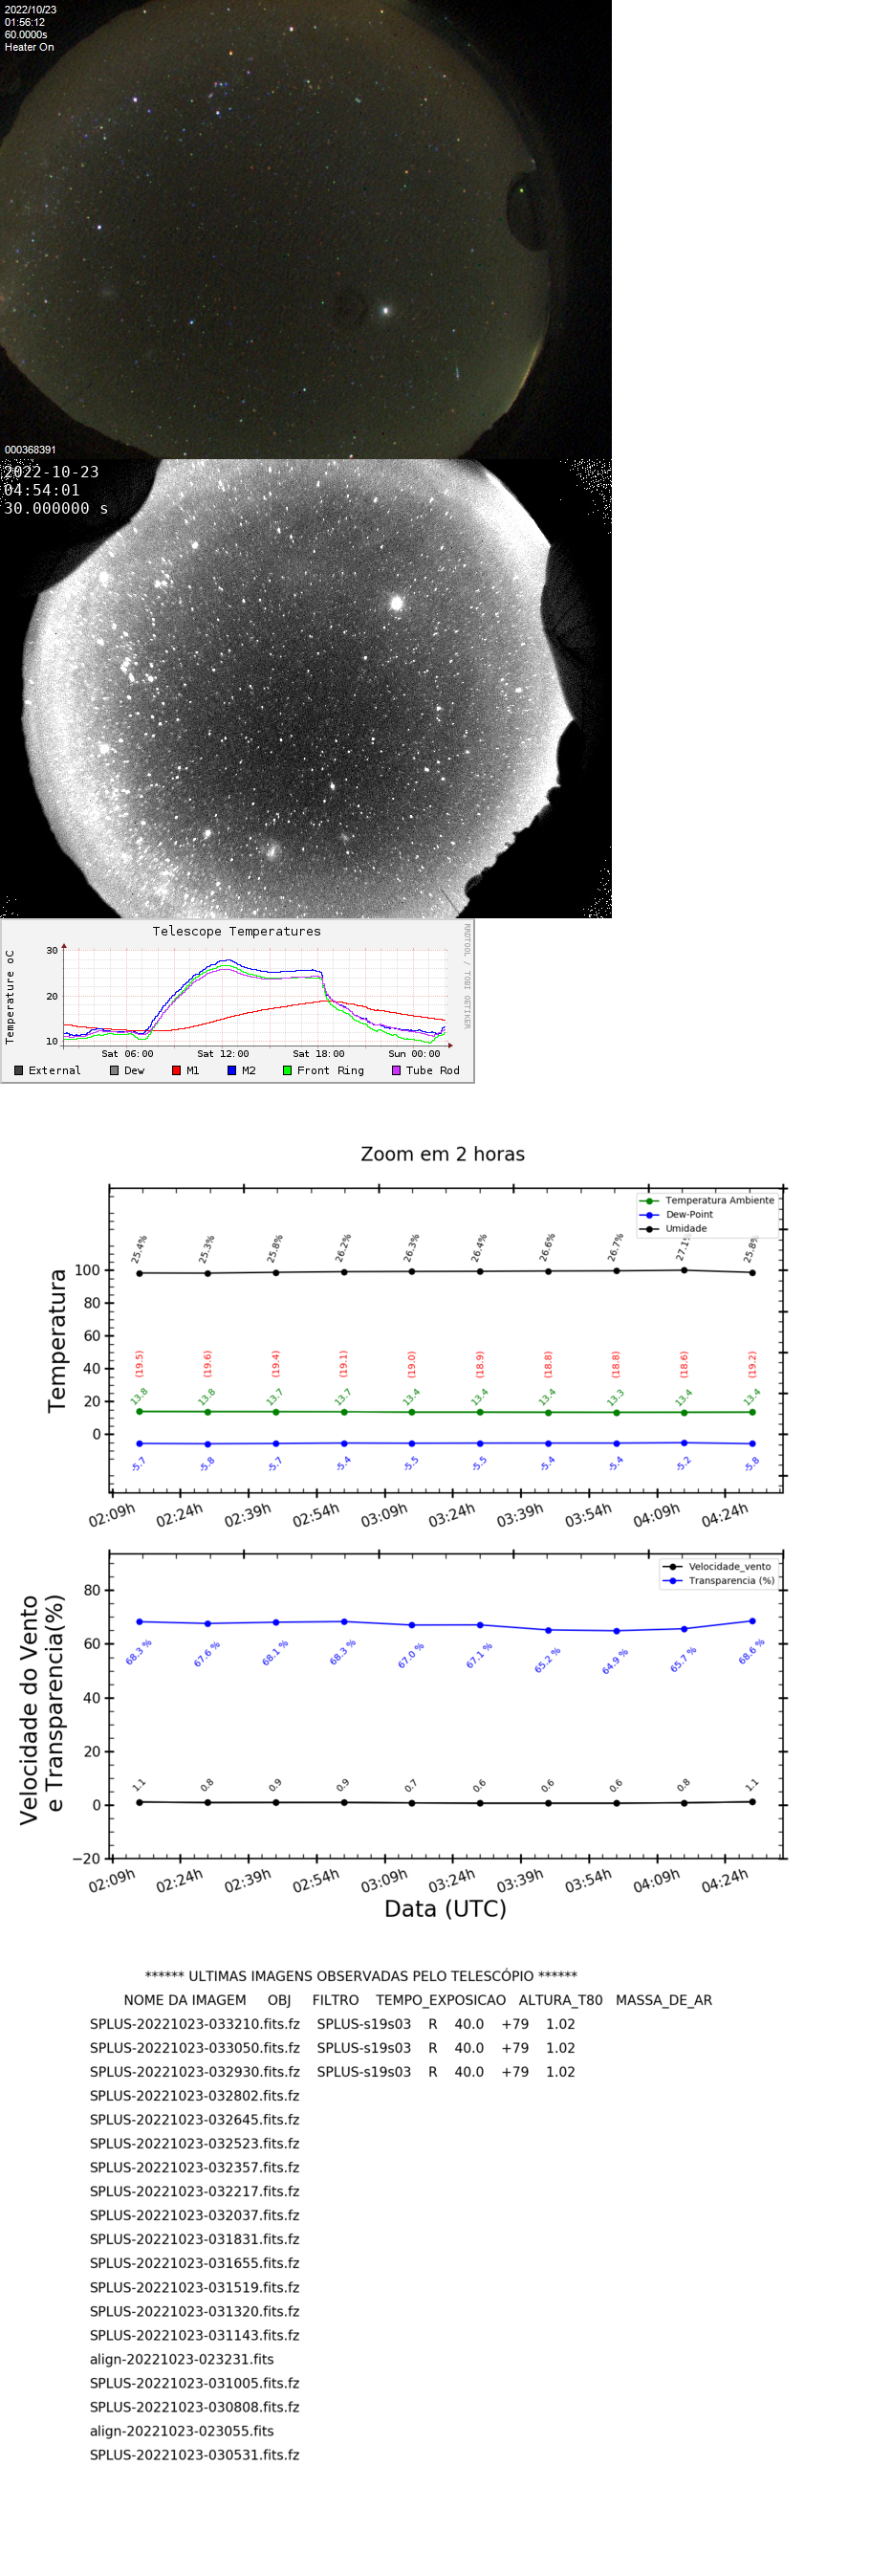 2022/10/23
01:56:12
60.0000s
Heater On
000368391
2022-10-23
04:54:01
30.000000 s
Telescope Temperatures
RRDTOOL / TOBI OETIKER
Temperature oC
30
20
10
Sat 06:00 Sat 12:00 Sat 18:00 Sun 00:00
External Dew M1 M2 Front Ring Tube Rod
Zoom em 2 horas
Temperatura Ambiente
Dew-Point
Umidade
Temperatura
100
80
60
40
20
0
25.4% 25.3% 25.8% 26.2% 26.3% 26.4% 26.6% 26.7% 27.1% 25.8%
(19.5) (19.6) (19.4) (19.1) (19.0) (18.9) (18.8) (18.8) (18.6) (19.2)
13.8 13.8 13.7 13.7 13.4 13.4 13.4 13.3 13.4 13.4
-5.7 -5.8 -5.7 -5.4 -5.5 -5.5 -5.4 -5.4 -5.2 -5.8
02:09h 02:24h 02:39h 02:54h 03:09h 03:24h 03:39h 03:54h 04:09h 04:24h
Velocidade_vento
Transparencia (%)
Velocidade do Vento
e Transparencia(%)
80
60
40
20
0
−20
68.3 % 67.6 % 68.1 % 68.3 % 67.0 % 67.1 % 65.2 % 64.9 % 65.7 % 68.6 %
1.1 0.8 0.9 0.9 0.7 0.6 0.6 0.6 0.8 1.1
02:09h 02:24h 02:39h 02:54h 03:09h 03:24h 03:39h 03:54h 04:09h 04:24h
Data (UTC)
****** ULTIMAS IMAGENS OBSERVADAS PELO TELESCÓPIO ******
NOME DA IMAGEM OBJ FILTRO TEMPO_EXPOSICAO ALTURA_T80 MASSA_DE_AR
SPLUS-20221023-033210.fits.fz SPLUS-s19s03 R 40.0 +79 1.02
SPLUS-20221023-033050.fits.fz SPLUS-s19s03 R 40.0 +79 1.02
SPLUS-20221023-032930.fits.fz SPLUS-s19s03 R 40.0 +79 1.02
SPLUS-20221023-032802.fits.fz
SPLUS-20221023-032645.fits.fz
SPLUS-20221023-032523.fits.fz
SPLUS-20221023-032357.fits.fz
SPLUS-20221023-032217.fits.fz
SPLUS-20221023-032037.fits.fz
SPLUS-20221023-031831.fits.fz
SPLUS-20221023-031655.fits.fz
SPLUS-20221023-031519.fits.fz
SPLUS-20221023-031320.fits.fz
SPLUS-20221023-031143.fits.fz
align-20221023-023231.fits
SPLUS-20221023-031005.fits.fz
SPLUS-20221023-030808.fits.fz
align-20221023-023055.fits
SPLUS-20221023-030531.fits.fz